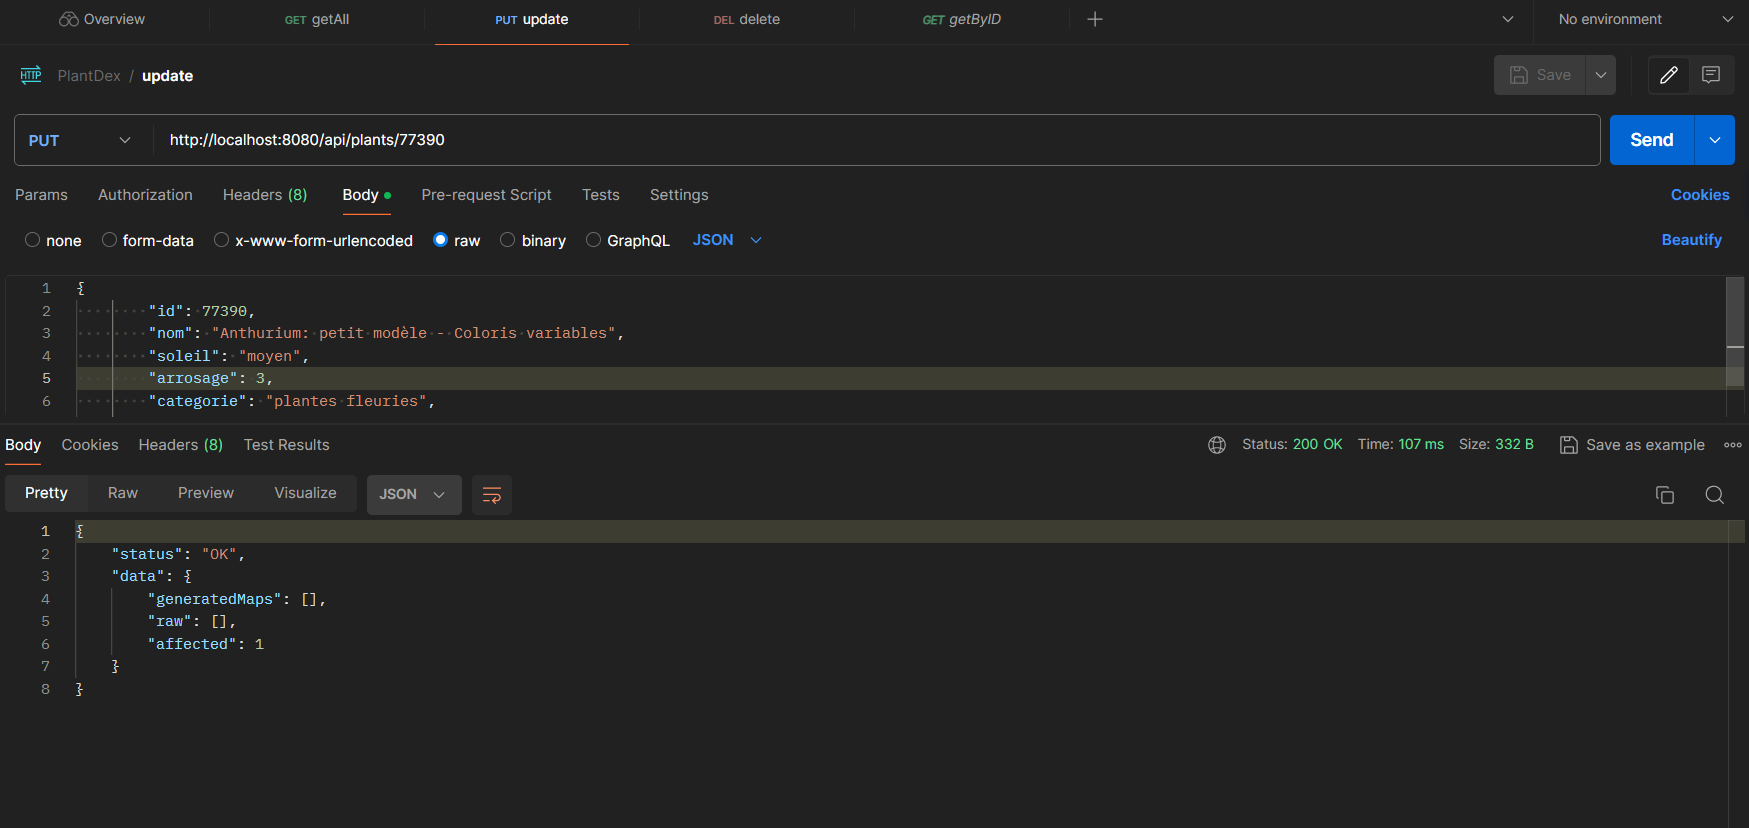 Overview GET getAll PUT update DEL delete GET getByID No environment
HTTP PlantDex / update Save
PUT http://localhost:8080/api/plants/77390 Send
Params Authorization Headers (8) Body Pre-request Script Tests Settings Cookies
none form-data x-www-form-urlencoded raw binary GraphQL JSON Beautify
1 {
2 "id": 77390,
3 "nom": "Anthurium: petit modèle - Coloris variables",
4 "soleil": "moyen",
5 "arrosage": 3,
6 "categorie": "plantes fleuries",
Body Cookies Headers (8) Test Results Status: 200 OK Time: 107 ms Size: 332 B Save as example
Pretty Raw Preview Visualize JSON
1 {
2 "status": "OK",
3 "data": {
4 "generatedMaps": [],
5 "raw": [],
6 "affected": 1
7 }
8 }